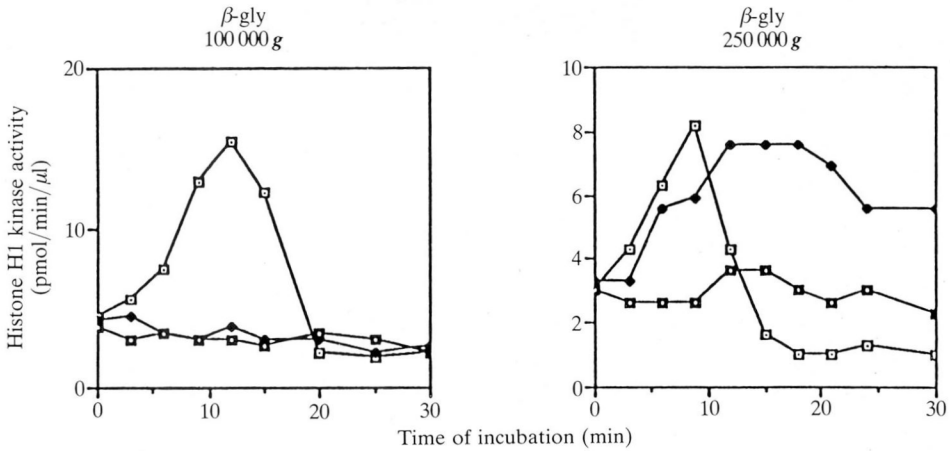 β-gly
100 000 g
β-gly
250 000 g
Histone H1 kinase activity
(pmol/min/μl)
20
10
0
0
10
20
30
10
8
6
4
2
0
0
10
20
30
Time of incubation (min)